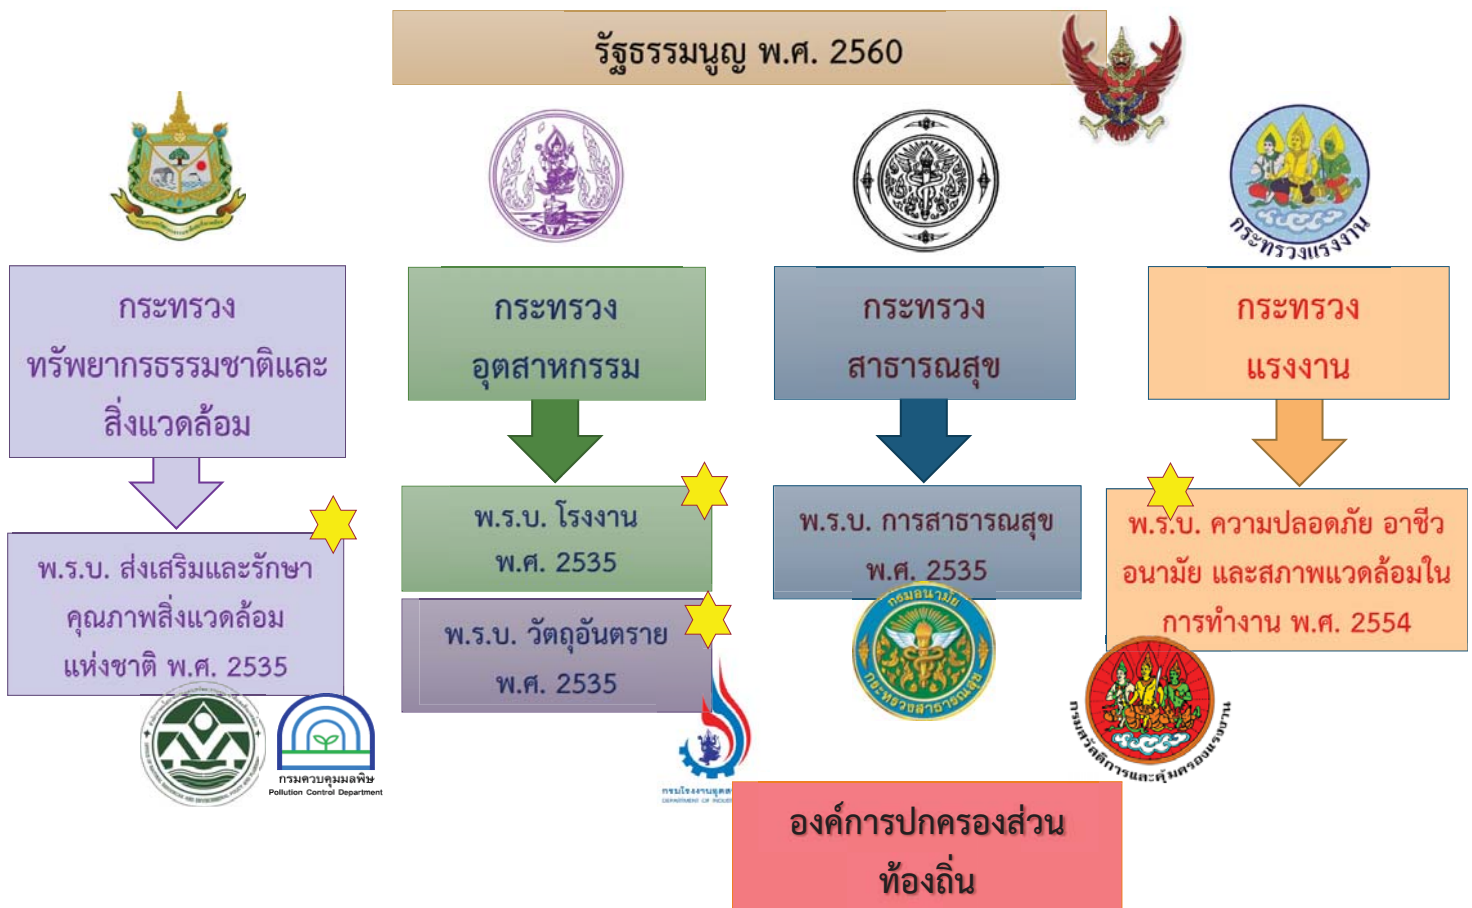 รัฐธรรมนูญ พ.ศ. 2560
กระทรวงแรงงาน
กระทรวง
ทรัพยากรธรรมชาติและ
สิ่งแวดล้อม
กระทรวง
อุตสาหกรรม
กระทรวง
สาธารณสุข
กระทรวง
แรงงาน
พ.ร.บ. ส่งเสริมและรักษา
คุณภาพสิ่งแวดล้อม
แห่งชาติ พ.ศ. 2535
พ.ร.บ. โรงงาน
พ.ศ. 2535
พ.ร.บ. วัตถุอันตราย
พ.ศ. 2535
พ.ร.บ. การสาธารณสุข
พ.ศ. 2535
พ.ร.บ. ความปลอดภัย อาชีว
อนามัย และสภาพแวดล้อมใน
การทำงาน พ.ศ. 2554
กรมควบคุมมลพิษ
Pollution Control Department
กรมโรงงานอุตส
DEPARTMENT OF INDUS
กรมอนามัย
กระทรวงสาธารณสุข
กรมสวัสดิการและคุ้มครองแรงงาน
องค์การปกครองส่วน
ท้องถิ่น